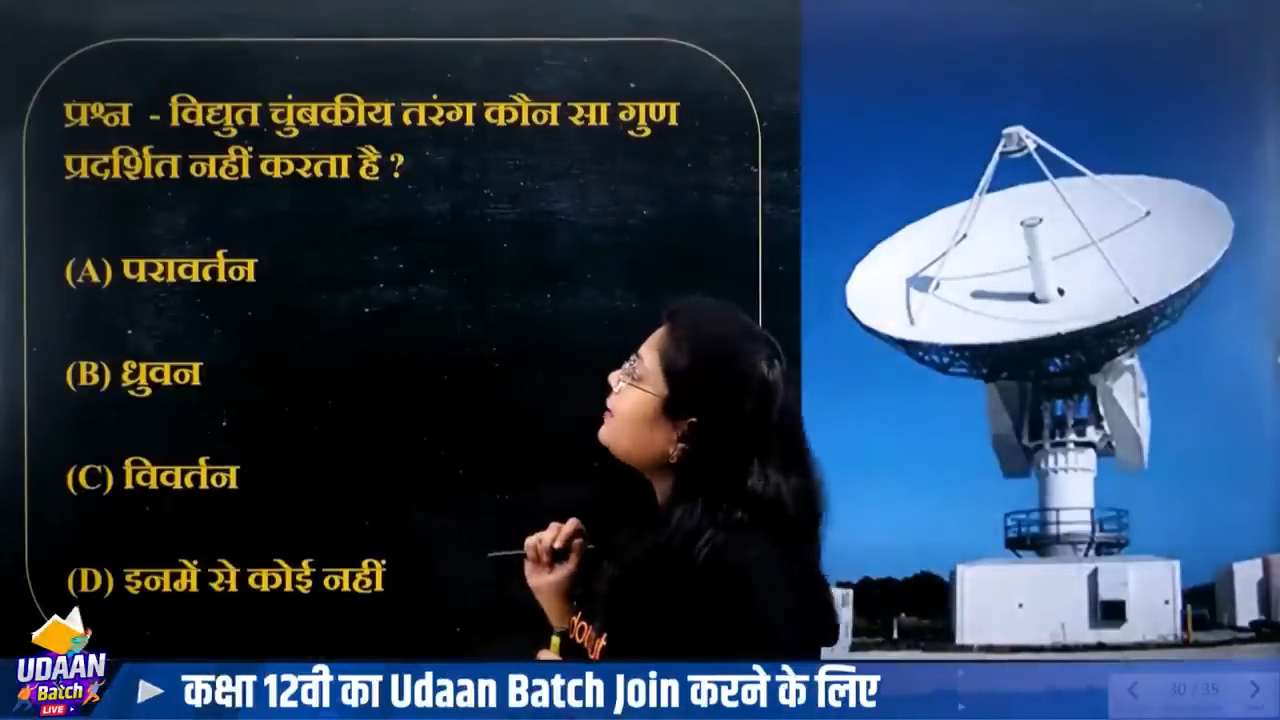 प्रश्न - विद्युत चुंबकीय तरंग कौन सा गुण
प्रदर्शित नहीं करता है ?
(A) परावर्तन
(B) ध्रुवन
(C) विवर्तन
(D) इनमें से कोई नहीं
UDAAN
Batch
LIVE
कक्षा 12वी का Udaan Batch Join करने के लिए
30 / 35